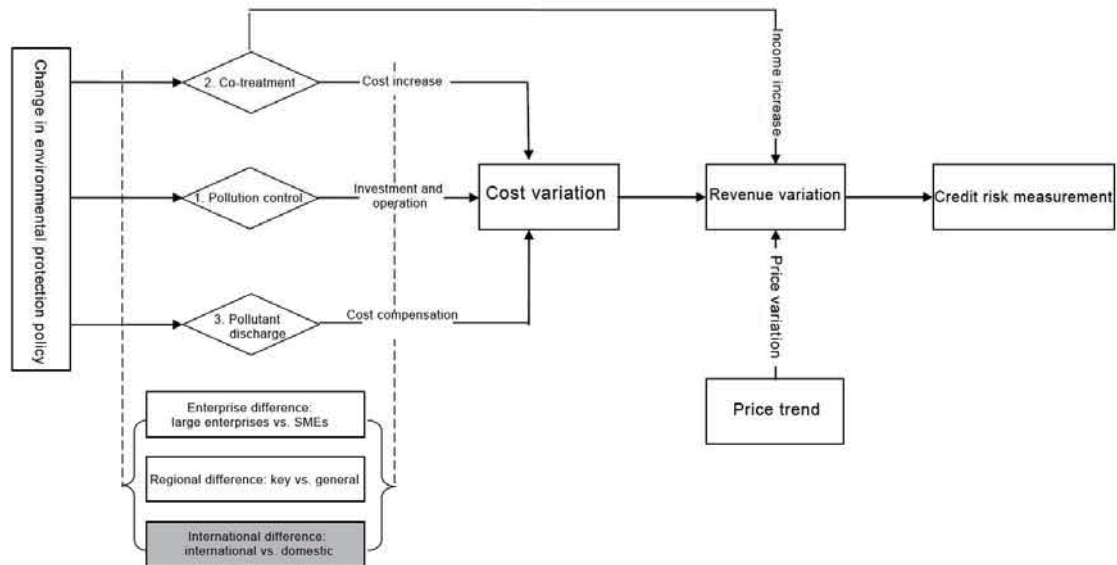 Change in environmental protection policy
2. Co-treatment
Cost increase
Income increase
1. Pollution control
Investment and
operation
Cost variation
Revenue variation
Credit risk measurement
3. Pollutant
discharge
Cost compensation
Price variation
Price trend
Enterprise difference:
large enterprises vs. SMEs
Regional difference: key vs. general
International difference:
international vs. domestic